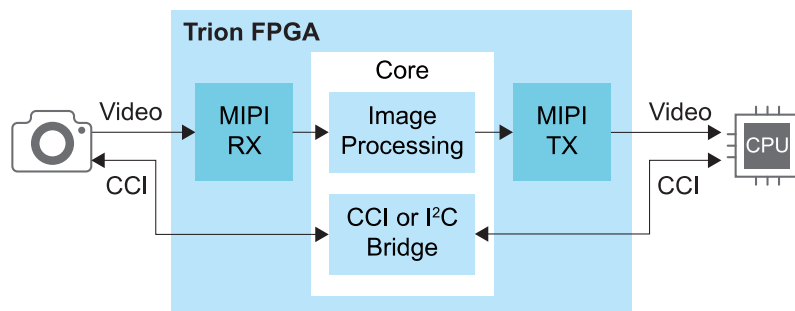 Trion FPGA
Core
Video
MIPI
RX
Image
Processing
MIPI
TX
Video
CPU
CCI
CCI or I²C
Bridge
CCI